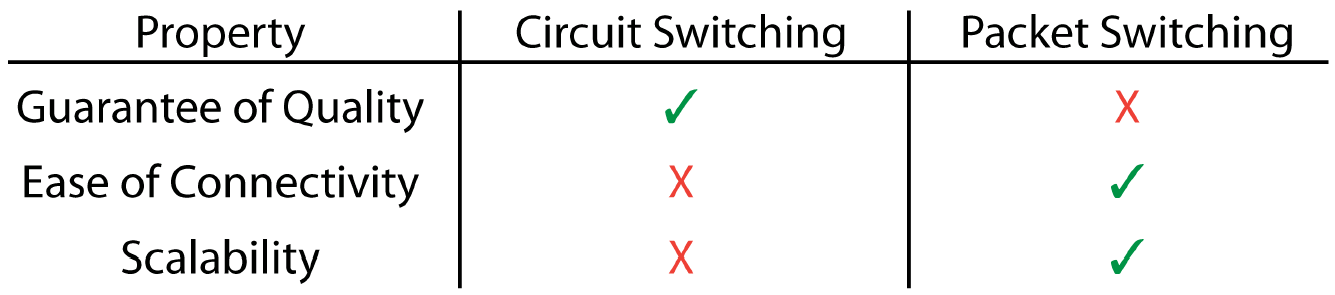 Property Circuit Switching Packet Switching
Guarantee of Quality ✓ X
Ease of Connectivity X ✓
Scalability X ✓